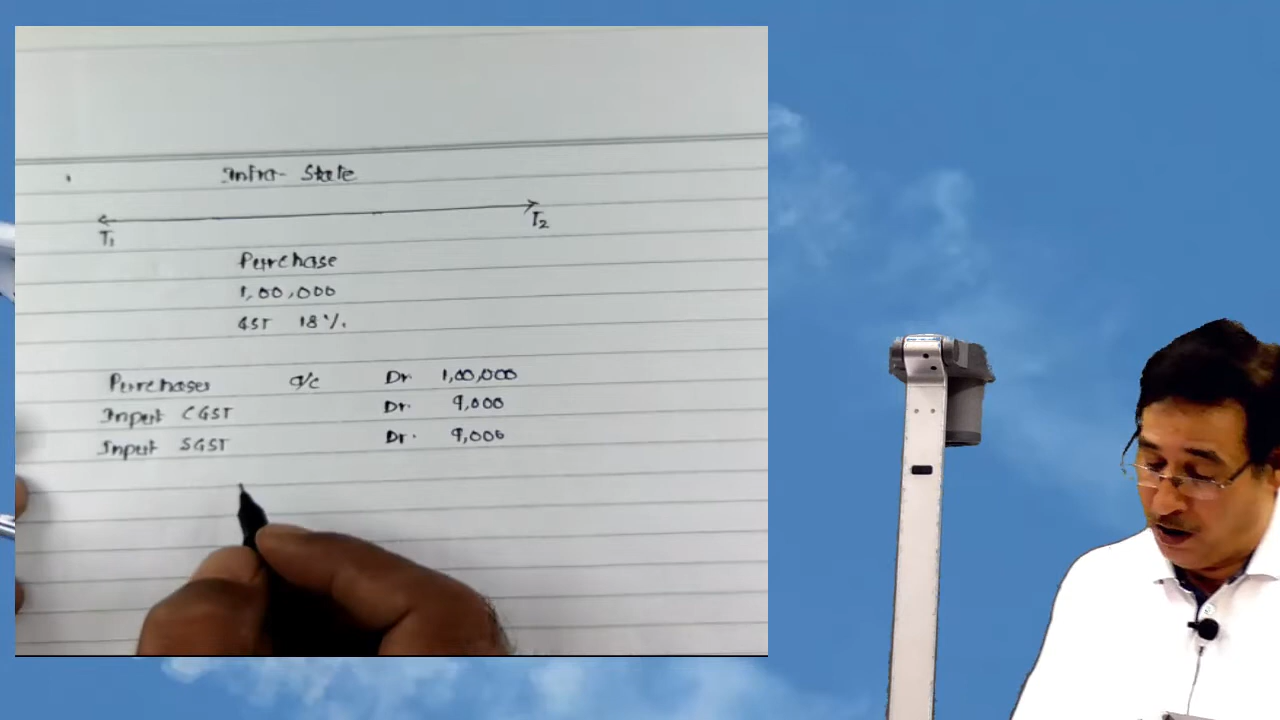 Intra-State
T1 T2
Purchase
1,00,000
GST 18%.
Purchases a/c Dr. 1,00,000
Input CGST Dr. 9,000
Input SGST Dr. 9,000